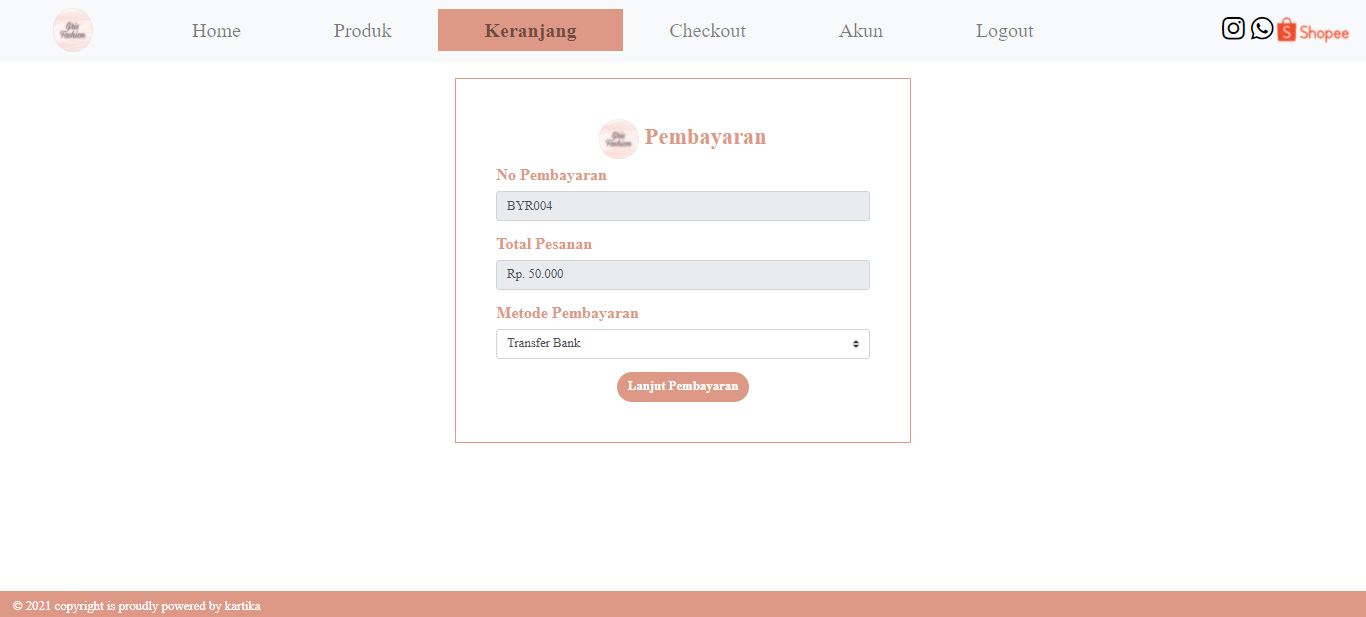 Home Produk Keranjang Checkout Akun Logout Shopee
Pembayaran
No Pembayaran
BYR004
Total Pesanan
Rp. 50.000
Metode Pembayaran
Transfer Bank
Lanjut Pembayaran
© 2021 copyright is proudly powered by kartika